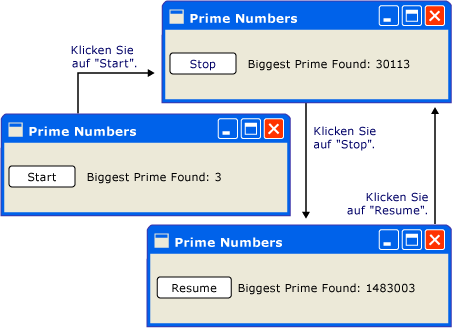 Prime Numbers
Klicken Sie
auf "Start".
Stop
Biggest Prime Found: 30113
Prime Numbers
Start
Biggest Prime Found: 3
Klicken Sie
auf "Stop".
Klicken Sie
auf "Resume".
Prime Numbers
Resume
Biggest Prime Found: 1483003